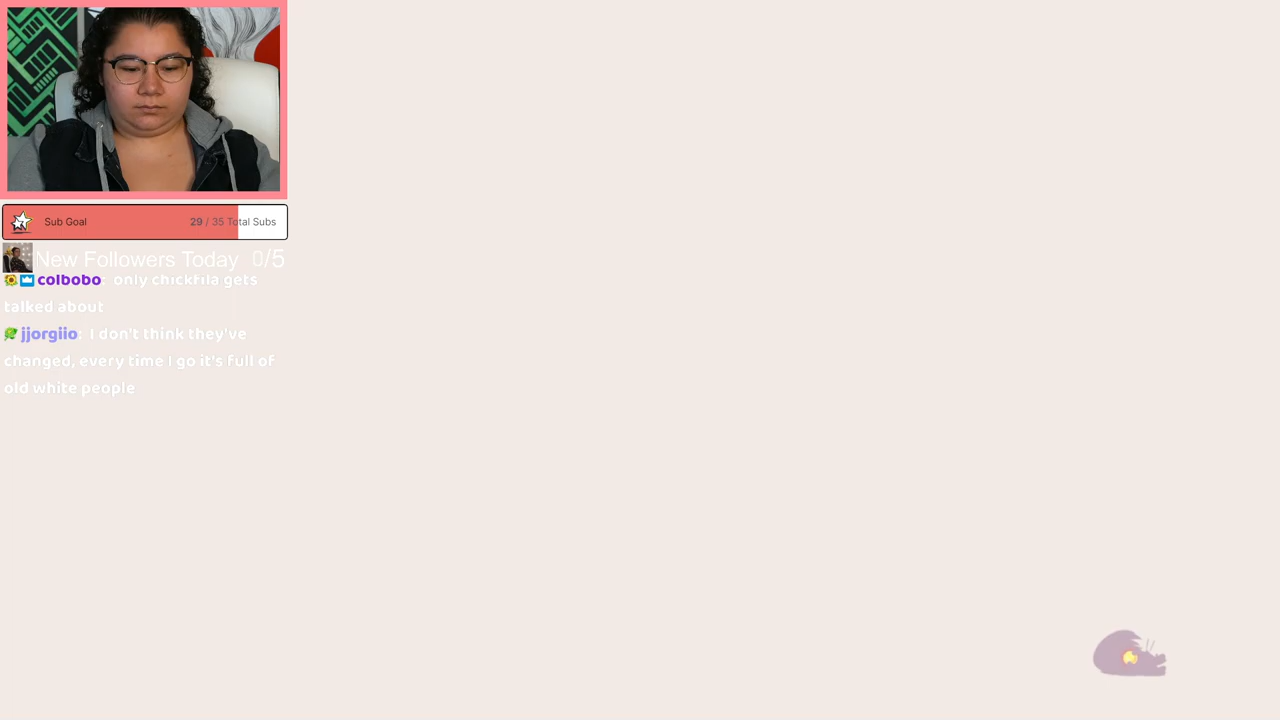 Sub Goal 29 / 35 Total Subs
New Followers Today 0/5
colbobo: only chickfila gets
talked about
jjorgiio: I don't think they've
changed, every time I go it's full of
old white people